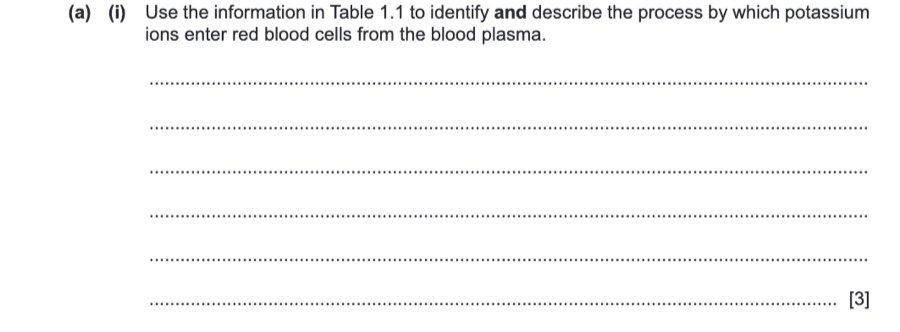 (a) (i) Use the information in Table 1.1 to identify and describe the process by which potassium
ions enter red blood cells from the blood plasma.
[3]